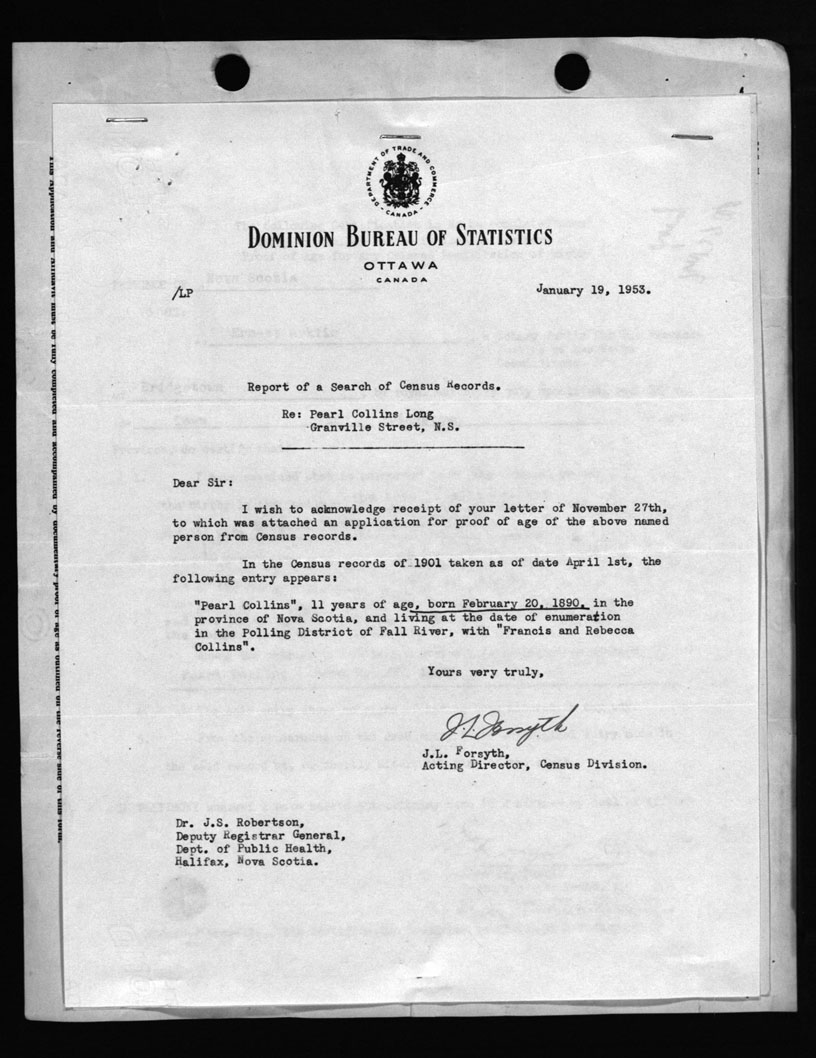 DEPARTMENT OF TRADE AND COMMERCE
- CANADA -
DOMINION BUREAU OF STATISTICS
OTTAWA
CANADA
/LP
January 19, 1953.
Nova Scotia
Bridgetown
Report of a Search of Census Records.
Re: Pearl Collins Long
Granville Street, N.S.
Dear Sir:
I wish to acknowledge receipt of your letter of November 27th,
to which was attached an application for proof of age of the above named
person from Census records.
In the Census records of 1901 taken as of date April 1st, the
following entry appears:
"Pearl Collins", 11 years of age, born February 20, 1890, in the
province of Nova Scotia, and living at the date of enumeration
in the Polling District of Fall River, with "Francis and Rebecca
Collins".
Yours very truly,
J.L. Forsyth
J.L. Forsyth,
Acting Director, Census Division.
Dr. J.S. Robertson,
Deputy Registrar General,
Dept. of Public Health,
Halifax, Nova Scotia.